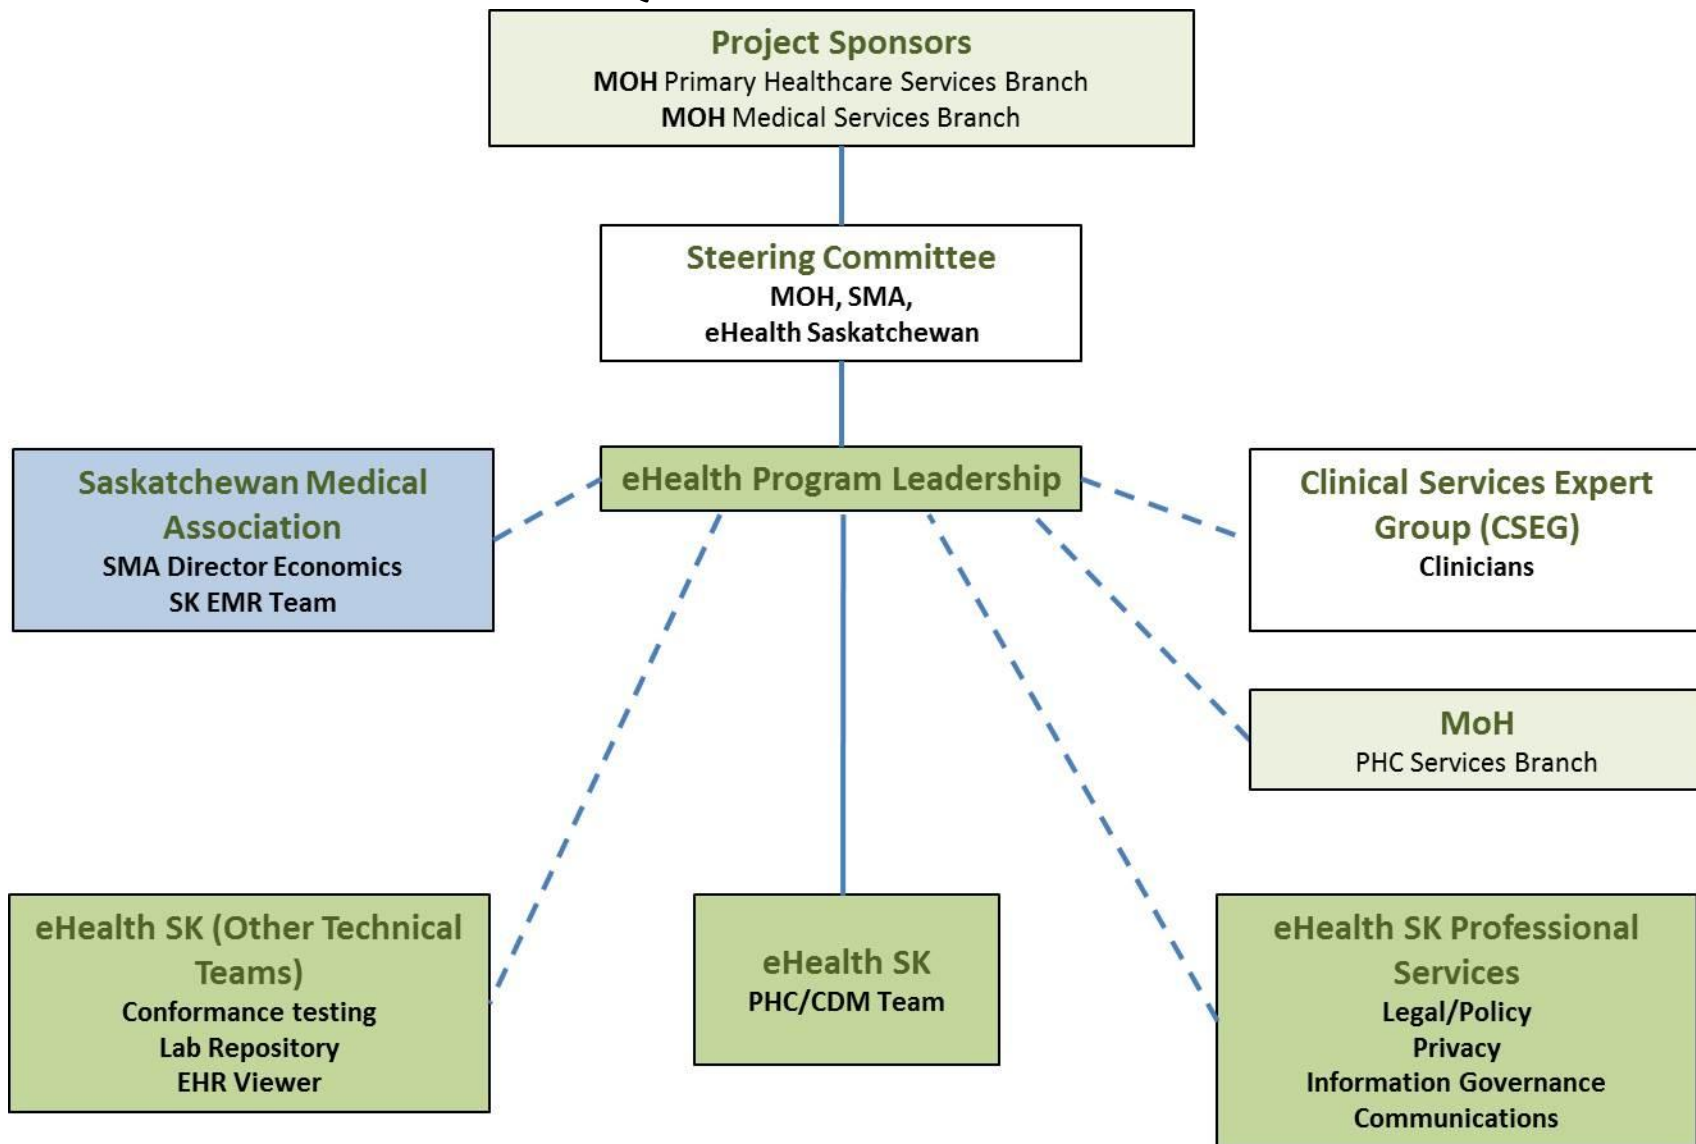 Project Sponsors
MOH Primary Healthcare Services Branch
MOH Medical Services Branch
Steering Committee
MOH, SMA,
eHealth Saskatchewan
eHealth Program Leadership
Saskatchewan Medical
Association
SMA Director Economics
SK EMR Team
Clinical Services Expert
Group (CSEG)
Clinicians
MoH
PHC Services Branch
eHealth SK (Other Technical
Teams)
Conformance testing
Lab Repository
EHR Viewer
eHealth SK
PHC/CDM Team
eHealth SK Professional
Services
Legal/Policy
Privacy
Information Governance
Communications